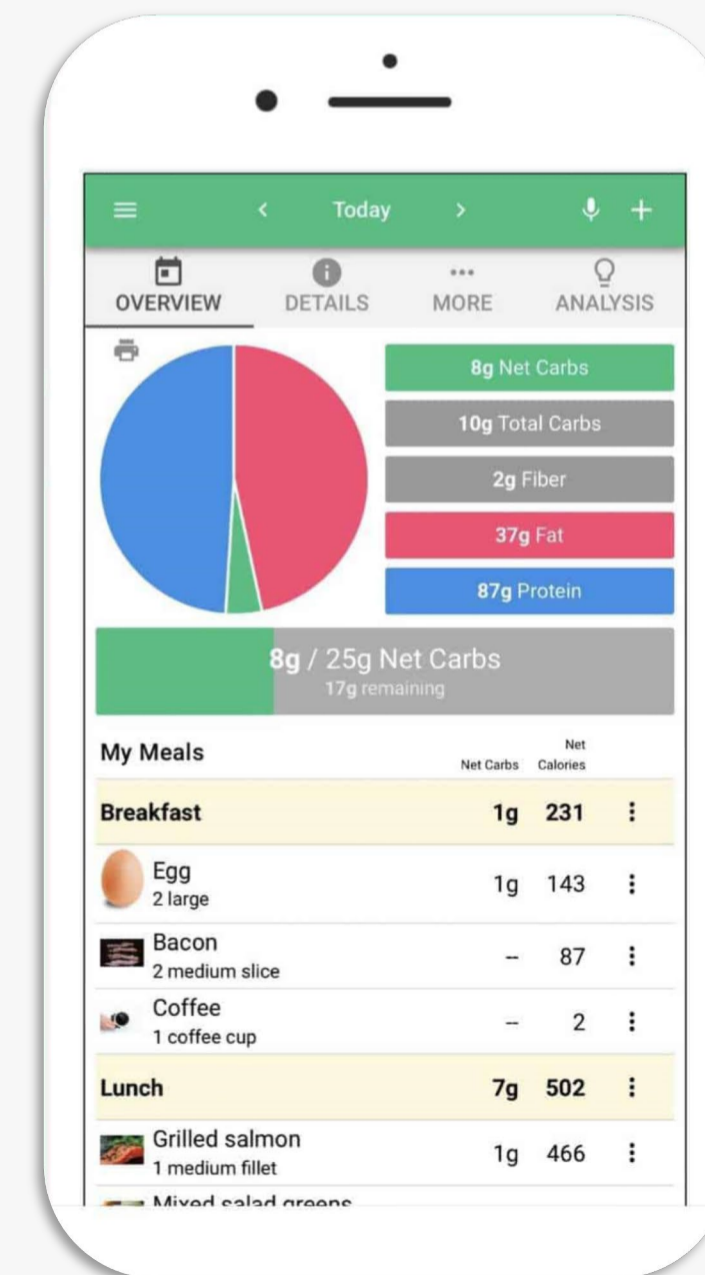 Today
OVERVIEW
DETAILS
MORE
ANALYSIS
8g Net Carbs
10g Total Carbs
2g Fiber
37g Fat
87g Protein
8g / 25g Net Carbs
17g remaining
My Meals
Net Carbs
Net
Calories
Breakfast 1g 231
Egg
2 large
1g 143
Bacon
2 medium slice
-- 87
Coffee
1 coffee cup
-- 2
Lunch 7g 502
Grilled salmon
1 medium fillet
1g 466
Mixed salad greens